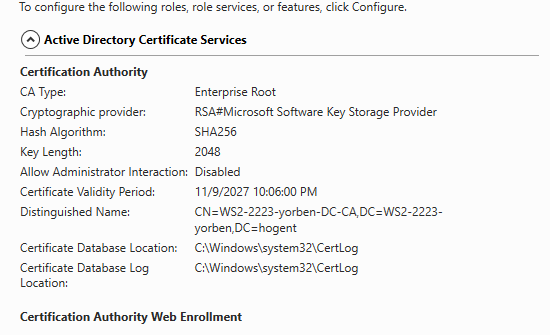 To configure the following roles, role services, or features, click Configure.
Active Directory Certificate Services
Certification Authority
CA Type: Enterprise Root
Cryptographic provider: RSA#Microsoft Software Key Storage Provider
Hash Algorithm: SHA256
Key Length: 2048
Allow Administrator Interaction: Disabled
Certificate Validity Period: 11/9/2027 10:06:00 PM
Distinguished Name: CN=WS2-2223-yorben-DC-CA,DC=WS2-2223-
yorben,DC=hogent
Certificate Database Location: C:\Windows\system32\CertLog
Certificate Database Log C:\Windows\system32\CertLog
Location:
Certification Authority Web Enrollment